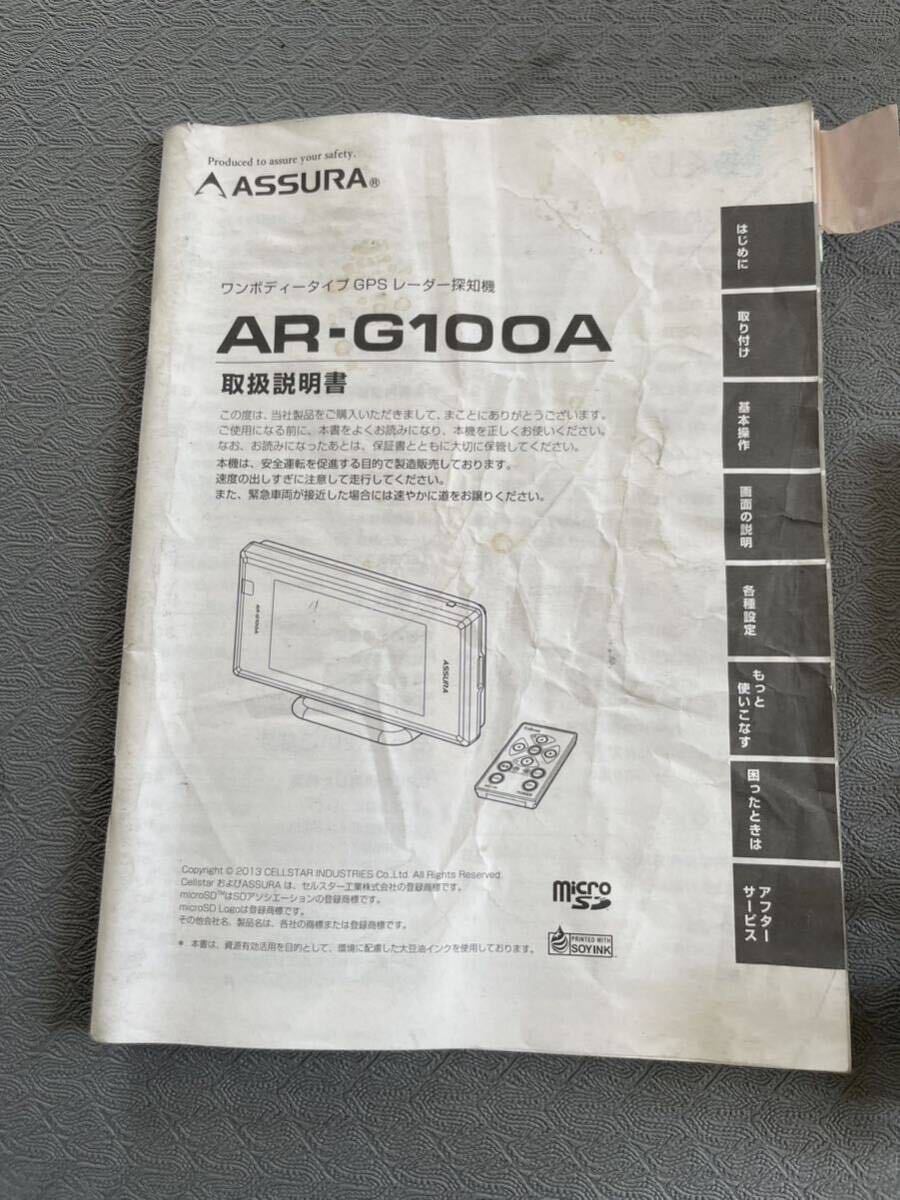 Produced to assure your safety.
ASSURA®
ワンボディータイプ GPS レーダー探知機
AR-G100A
取扱説明書
この度は、当社製品をご購入いただきまして、まことにありがとうございます。
ご使用になる前に、本書をよくお読みになり、本機を正しくお使いください。
なお、お読みになったあとは、保証書とともに大切に保管してください。
本機は、安全運転を促進する目的で製造販売しております。
速度の出しすぎに注意して走行してください。
また、緊急車両が接近した場合には速やかに道をお譲りください。
AR-G100A
ASSURA
Copyright © 2013 CELLSTAR INDUSTRIES Co.,Ltd. All Rights Reserved.
Cellstar およびASSURA は、セルスター工業株式会社の登録商標です。
microSD™はSDアソシエーションの登録商標です。
microSD Logoは登録商標です。
その他会社名、製品名は、各社の商標または登録商標です。
* 本書は、資源有効活用を目的として、環境に配慮した大豆油インクを使用しております。
micro
SD
PRINTED WITH
SOY INK
はじめに
取り付け
基本操作
画面の説明
各種設定
もっと
使いこなす
困ったときは
アフター
サービス